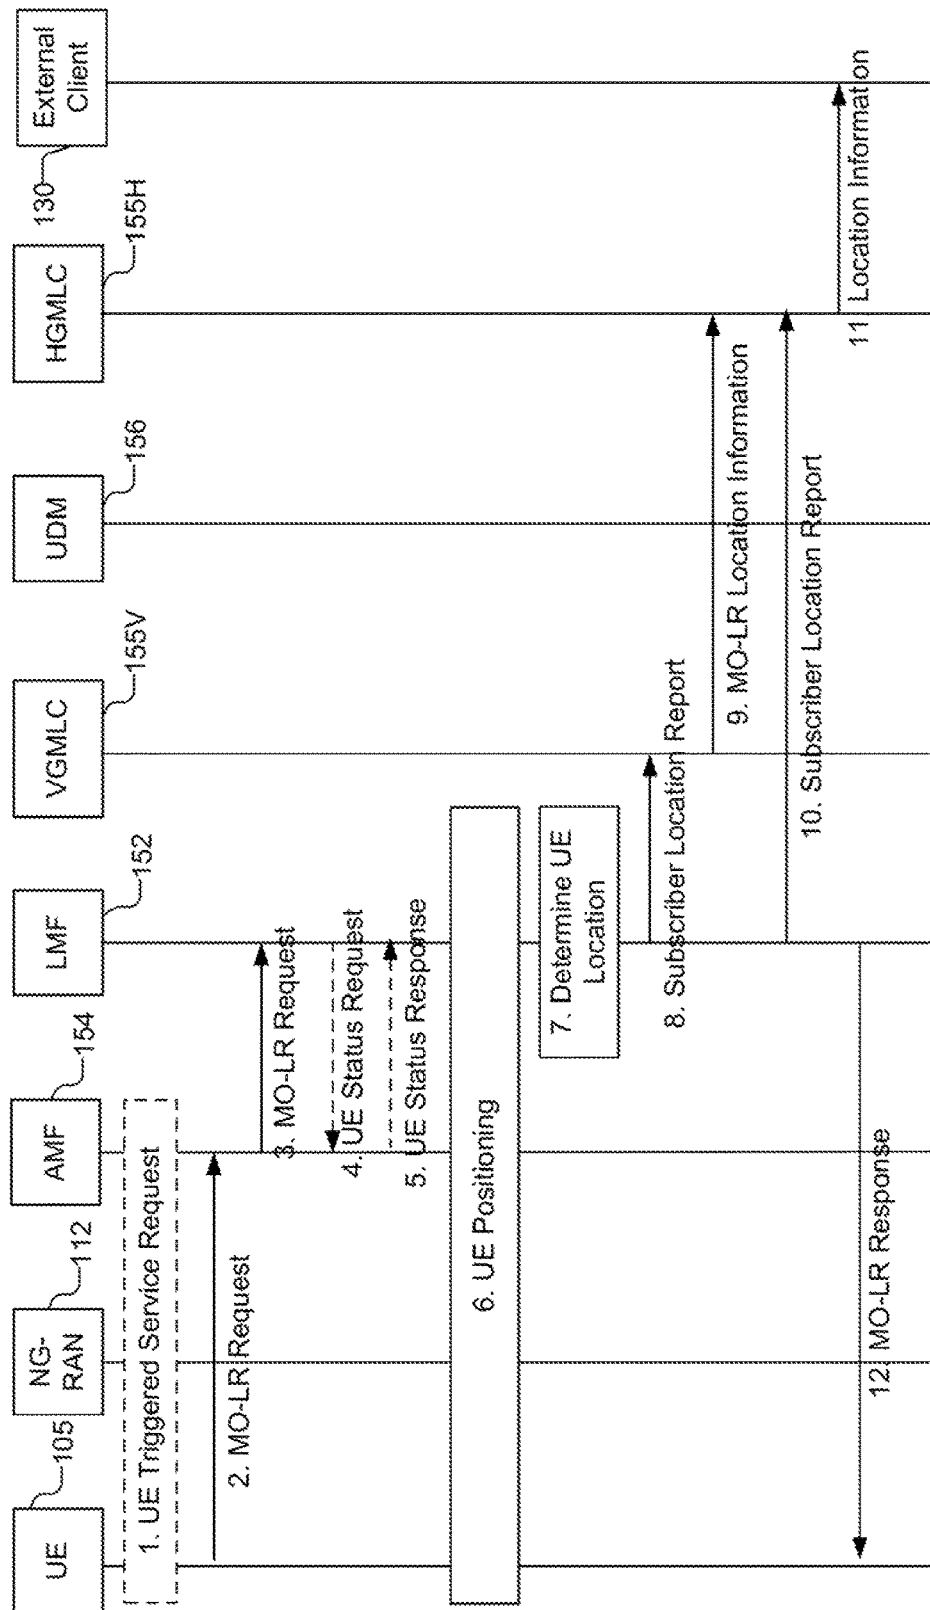 UE
105
NG-
RAN
112
AMF
154
LMF
152
VGMLC
155V
UDM
156
HGMLC
155H
External
Client
130
1. UE Triggered Service Request
2. MO-LR Request
3. MO-LR Request
4. UE Status Request
5. UE Status Response
6. UE Positioning
7. Determine UE
Location
8. Subscriber Location Report
9. MO-LR Location Information
10. Subscriber Location Report
11 Location Information
12. MO-LR Response